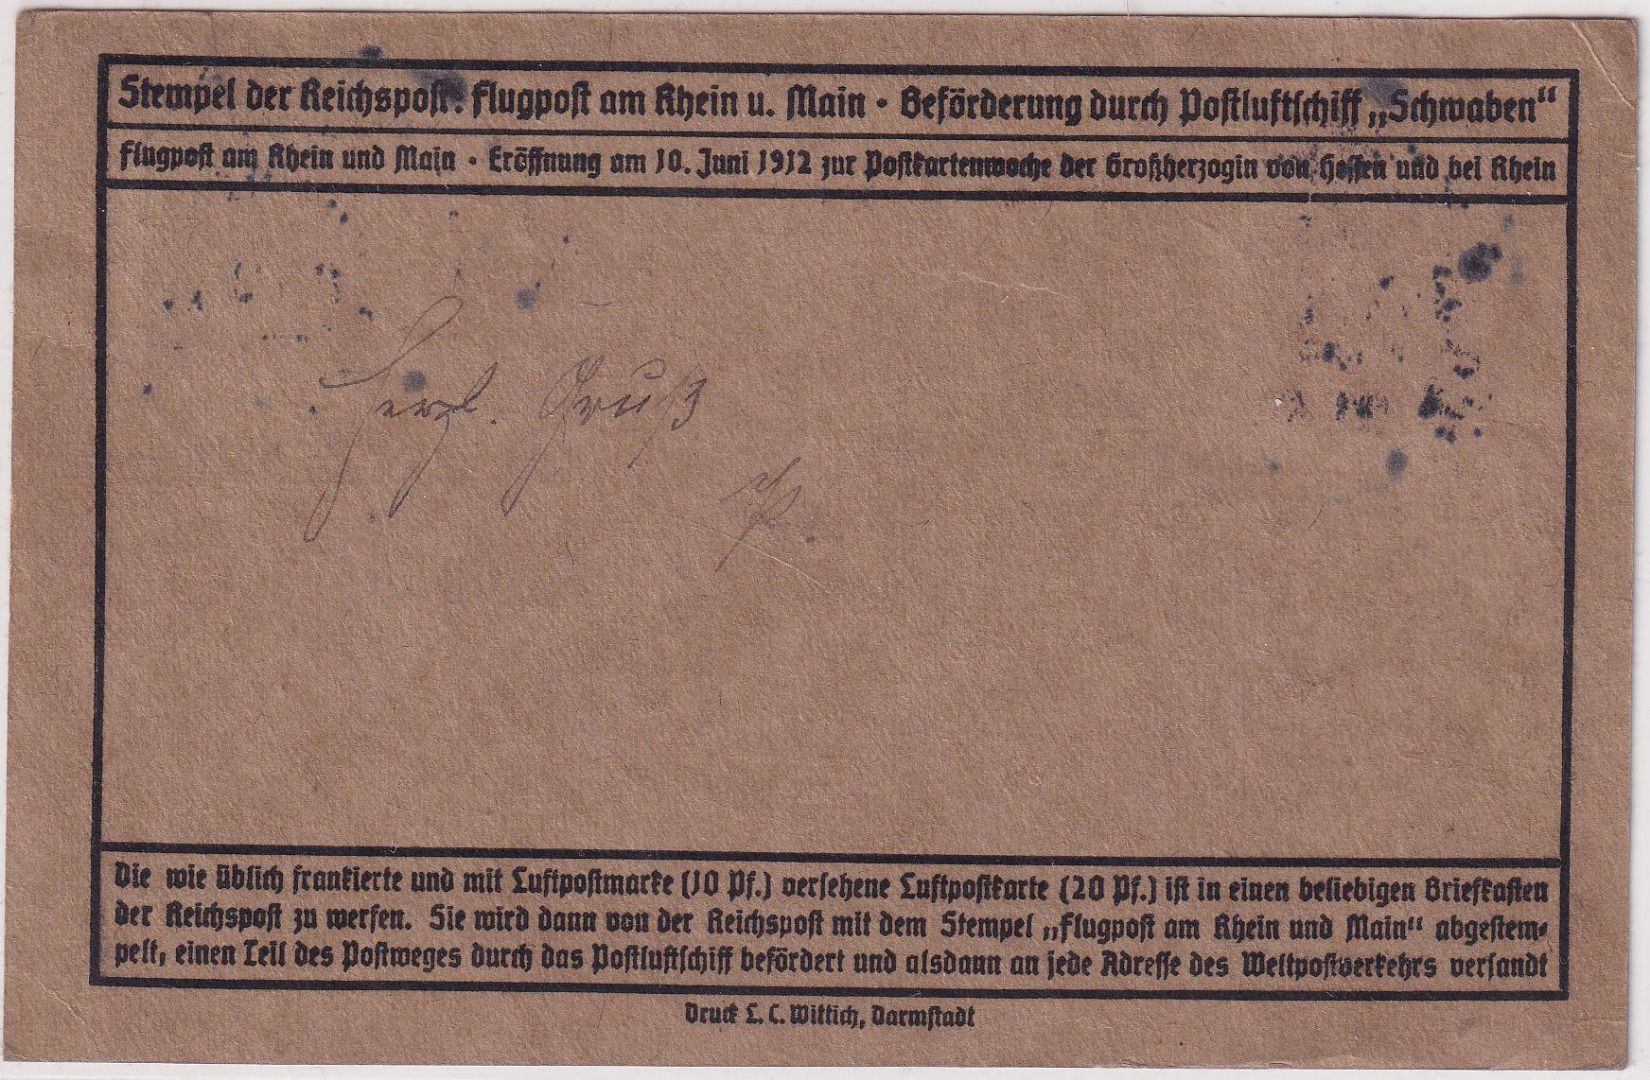 Stempel der Reichspost: Flugpost am Rhein u. Main • Beförderung durch Postluftschiff „Schwaben“
Flugpost am Rhein und Main • Eröffnung am 10. Juni 1912 zur Postkartenwoche der Großherzogin von Hessen und bei Rhein
Herzl. Gruß
Die wie üblich frankierte und mit Luftpostmarke (10 Pf.) versehene Luftpostkarte (20 Pf.) ist in einen beliebigen Briefkasten
der Reichspost zu werfen. Sie wird dann von der Reichspost mit dem Stempel „Flugpost am Rhein und Main“ abgestem-
pelt, einen Teil des Postweges durch das Postluftschiff befördert und alsdann an jede Adresse des Weltpostverkehrs versandt
Druck L. C. Wittich, Darmstadt